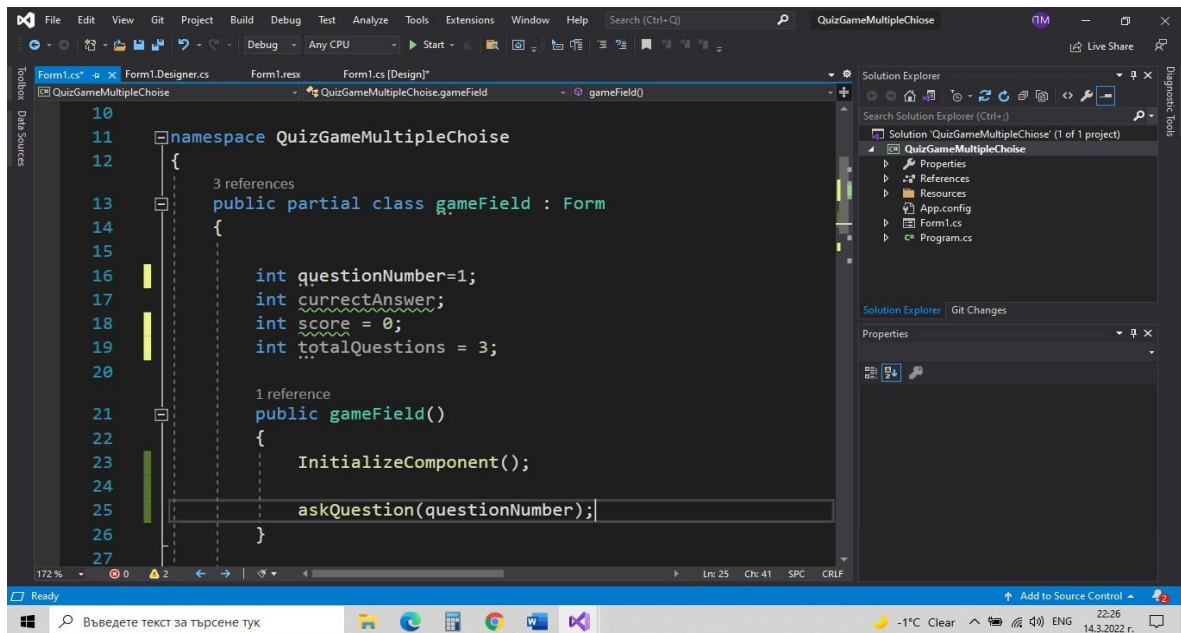 File Edit View Git Project Build Debug Test Analyze Tools Extensions Window Help Search (Ctrl+Q) QuizGameMultipleChiose ПМ
Debug Any CPU Start Live Share
Toolbox
Data Sources
Form1.cs* Form1.Designer.cs Form1.resx Form1.cs [Design]*
QuizGameMultipleChoise QuizGameMultipleChoise.gameField gameField()
10
11 namespace QuizGameMultipleChoise
12 {
3 references
13 public partial class gameField : Form
14 {
15
16 int questionNumber=1;
17 int currectAnswer;
18 int score = 0;
19 int totalQuestions = 3;
20
1 reference
21 public gameField()
22 {
23 InitializeComponent();
24
25 askQuestion(questionNumber);
26 }
27
172 % 0 2 Ln: 25 Ch: 41 SPC CRLF
Solution Explorer
Search Solution Explorer (Ctrl+;)
Solution 'QuizGameMultipleChiose' (1 of 1 project)
QuizGameMultipleChoise
Properties
References
Resources
App.config
Form1.cs
Program.cs
Solution Explorer Git Changes
Properties
Diagnostic Tools
Ready Add to Source Control 2
Въведете текст за търсене тук -1°C Clear ENG 22:26
14.3.2022 г.